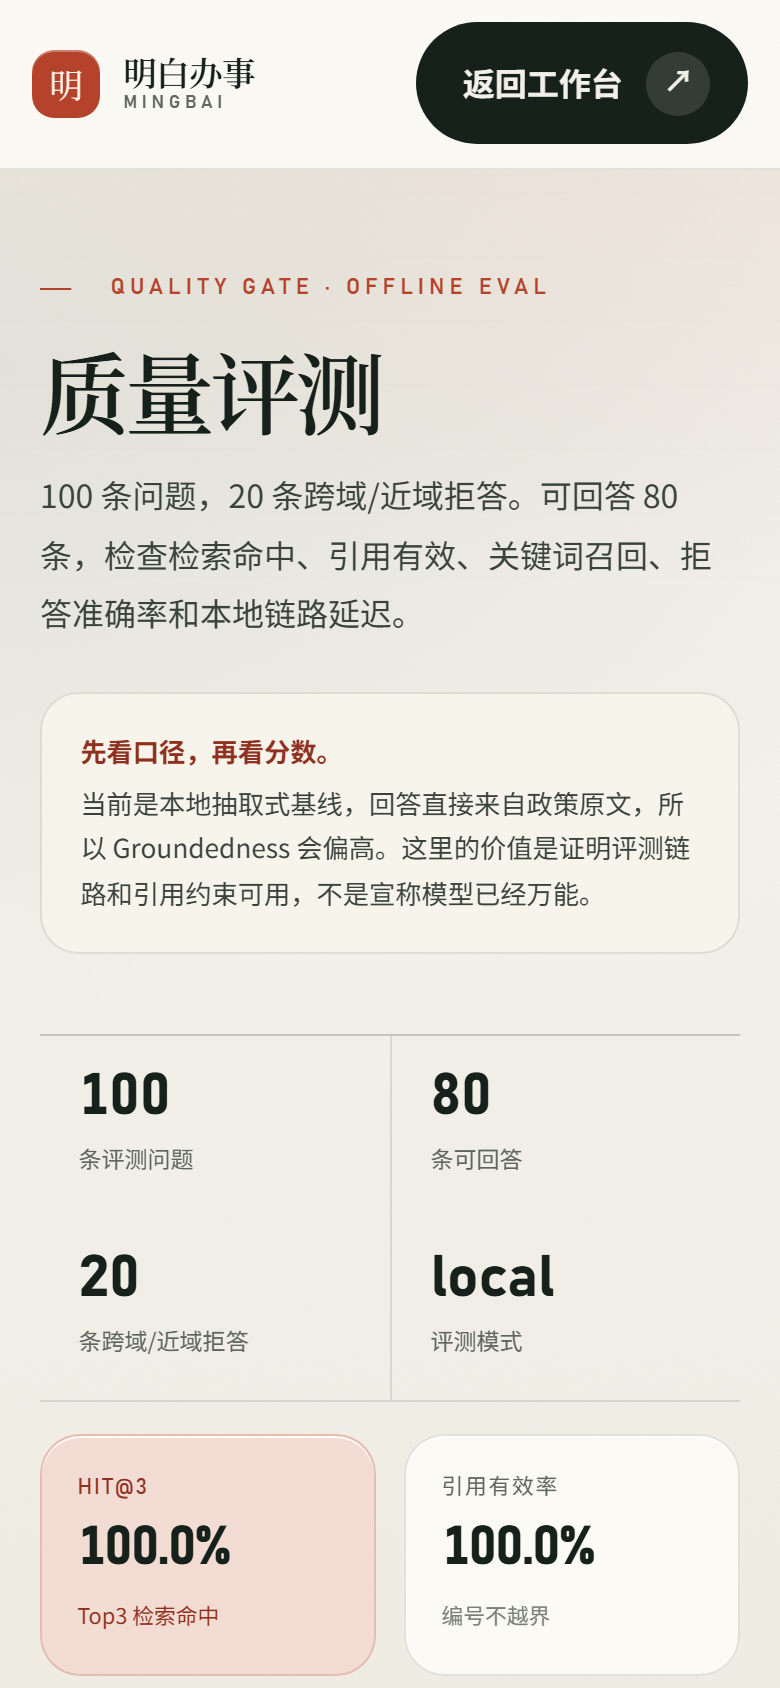 明
明白办事
MINGBAI
返回工作台
QUALITY GATE · OFFLINE EVAL
质量评测
100 条问题，20 条跨域/近域拒答。可回答 80
条，检查检索命中、引用有效、关键词召回、拒
答准确率和本地链路延迟。
先看口径，再看分数。
当前是本地抽取式基线，回答直接来自政策原文，所
以 Groundedness 会偏高。这里的价值是证明评测链
路和引用约束可用，不是宣称模型已经万能。
100
条评测问题
80
条可回答
20
条跨域/近域拒答
local
评测模式
HIT@3
100.0%
Top3 检索命中
引用有效率
100.0%
编号不越界